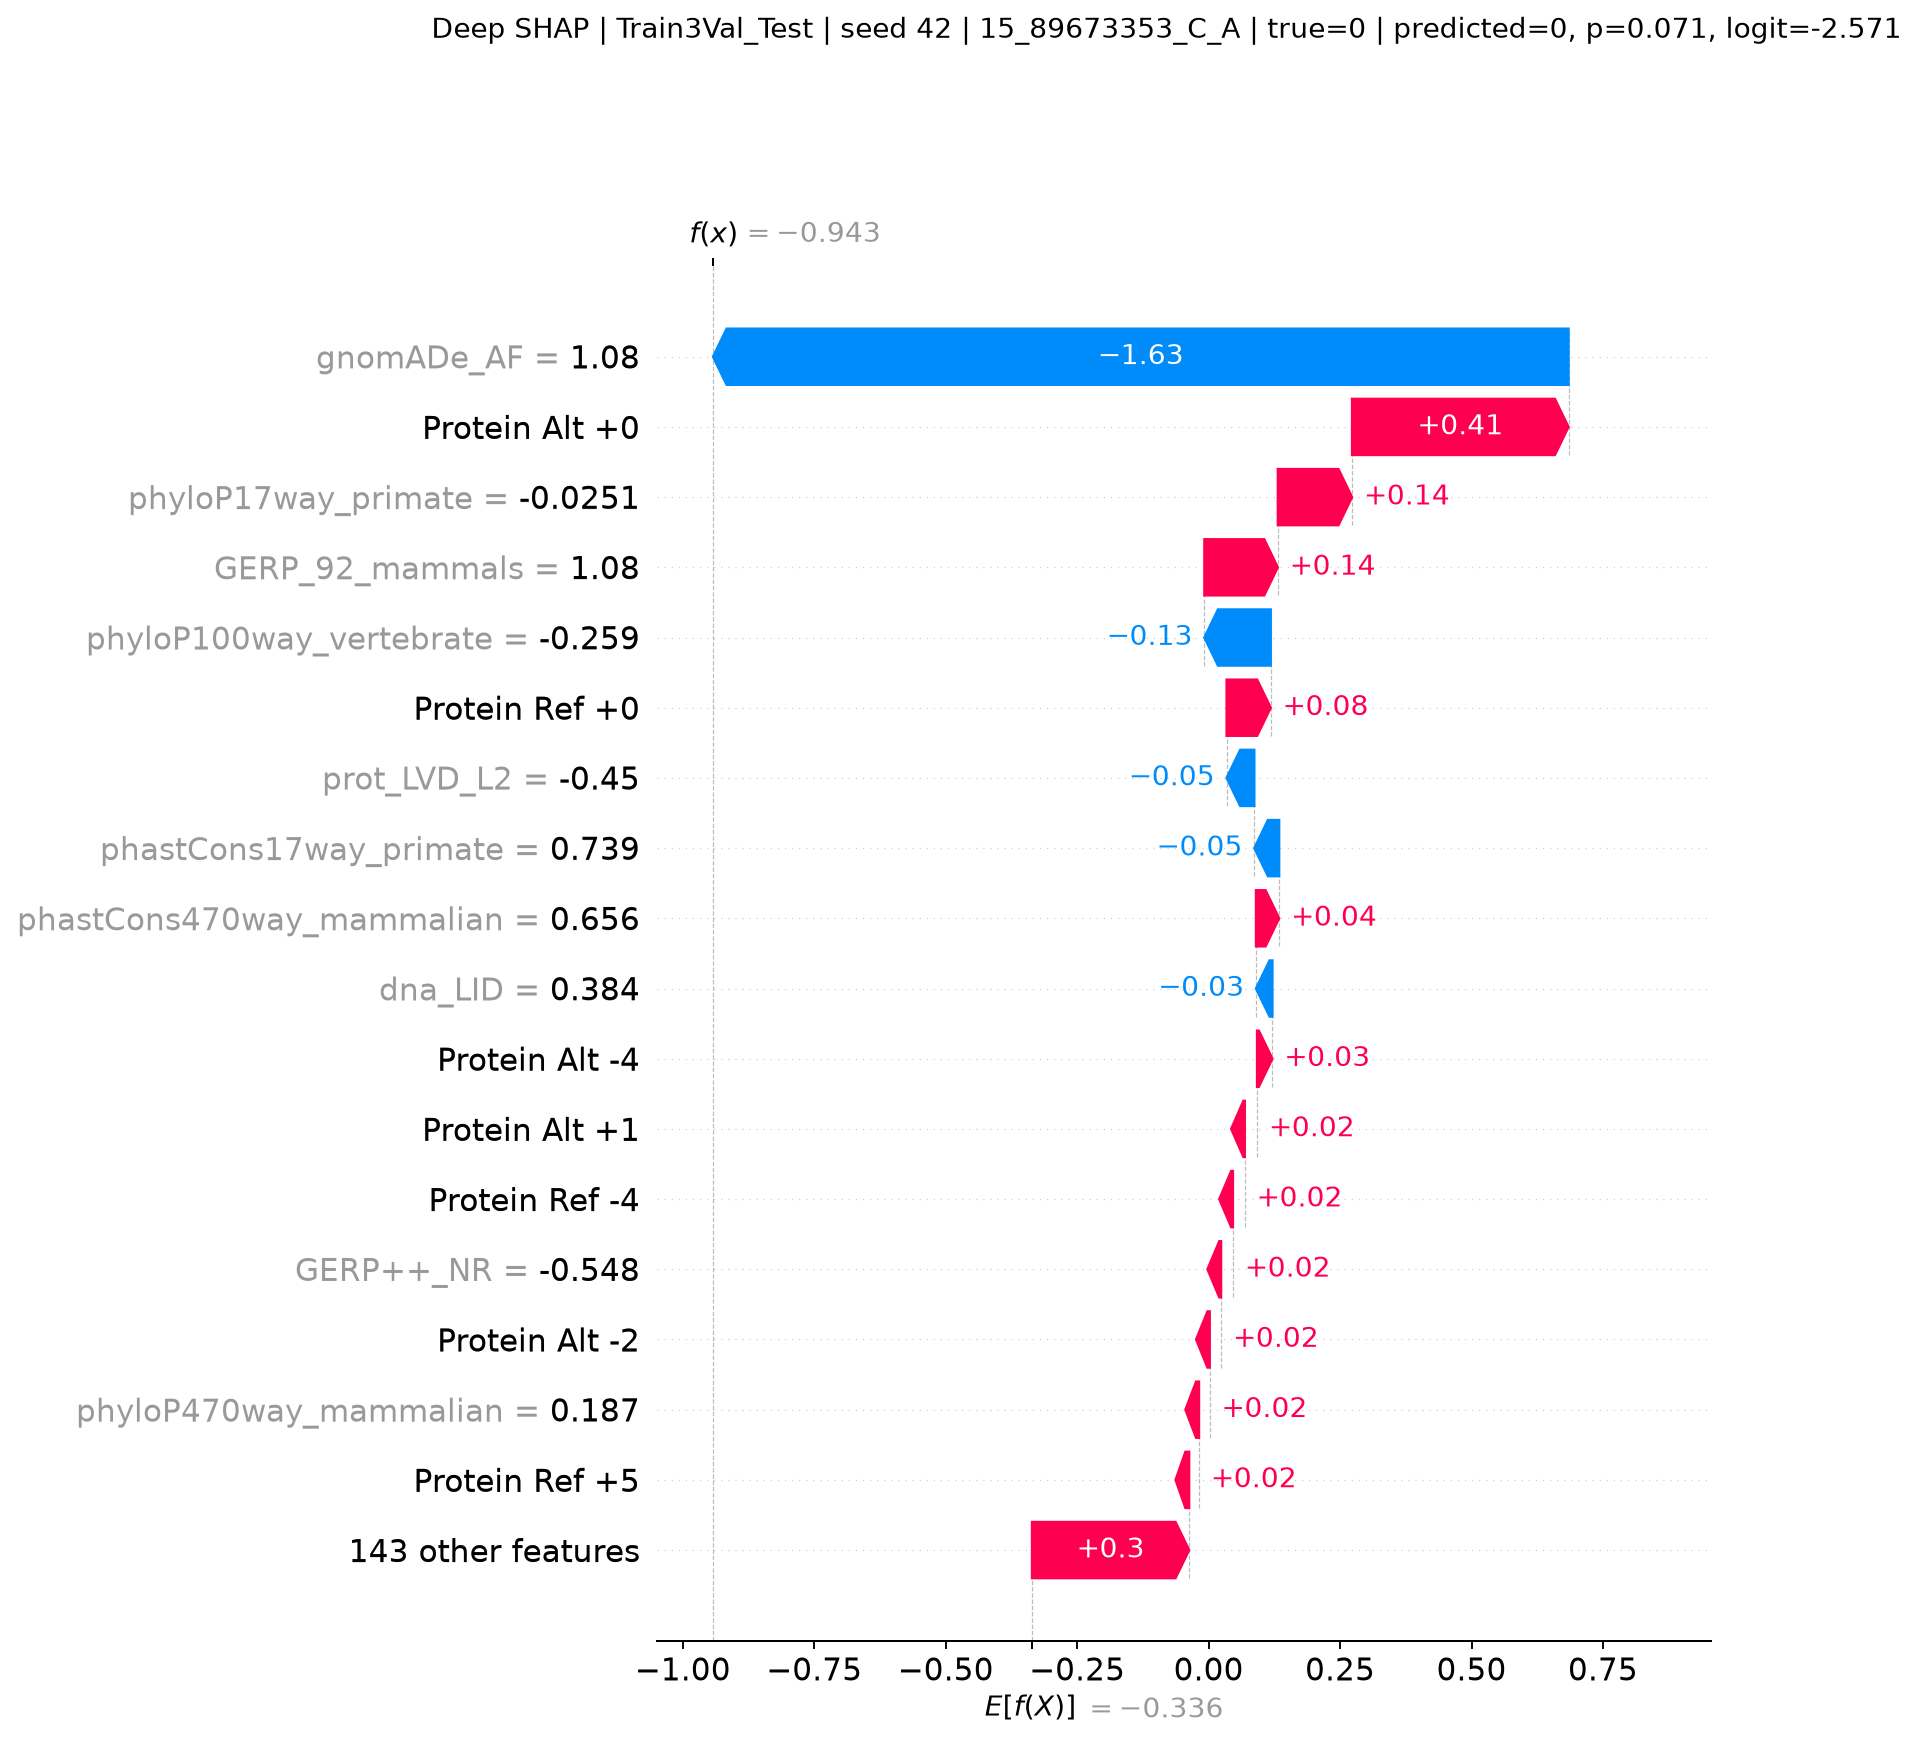 Deep SHAP | Train3Val_Test | seed 42 | 15_89673353_C_A | true=0 | predicted=0, p=0.071, logit=-2.571
f(x) = −0.943
gnomADe_AF = 1.08 −1.63
Protein Alt +0 +0.41
phyloP17way_primate = -0.0251 +0.14
GERP_92_mammals = 1.08 +0.14
phyloP100way_vertebrate = -0.259 −0.13
Protein Ref +0 +0.08
prot_LVD_L2 = -0.45 −0.05
phastCons17way_primate = 0.739 −0.05
phastCons470way_mammalian = 0.656 +0.04
dna_LID = 0.384 −0.03
Protein Alt -4 +0.03
Protein Alt +1 +0.02
Protein Ref -4 +0.02
GERP++_NR = -0.548 +0.02
Protein Alt -2 +0.02
phyloP470way_mammalian = 0.187 +0.02
Protein Ref +5 +0.02
143 other features +0.3
−1.00 −0.75 −0.50 −0.25 0.00 0.25 0.50 0.75
E[f(X)] = −0.336